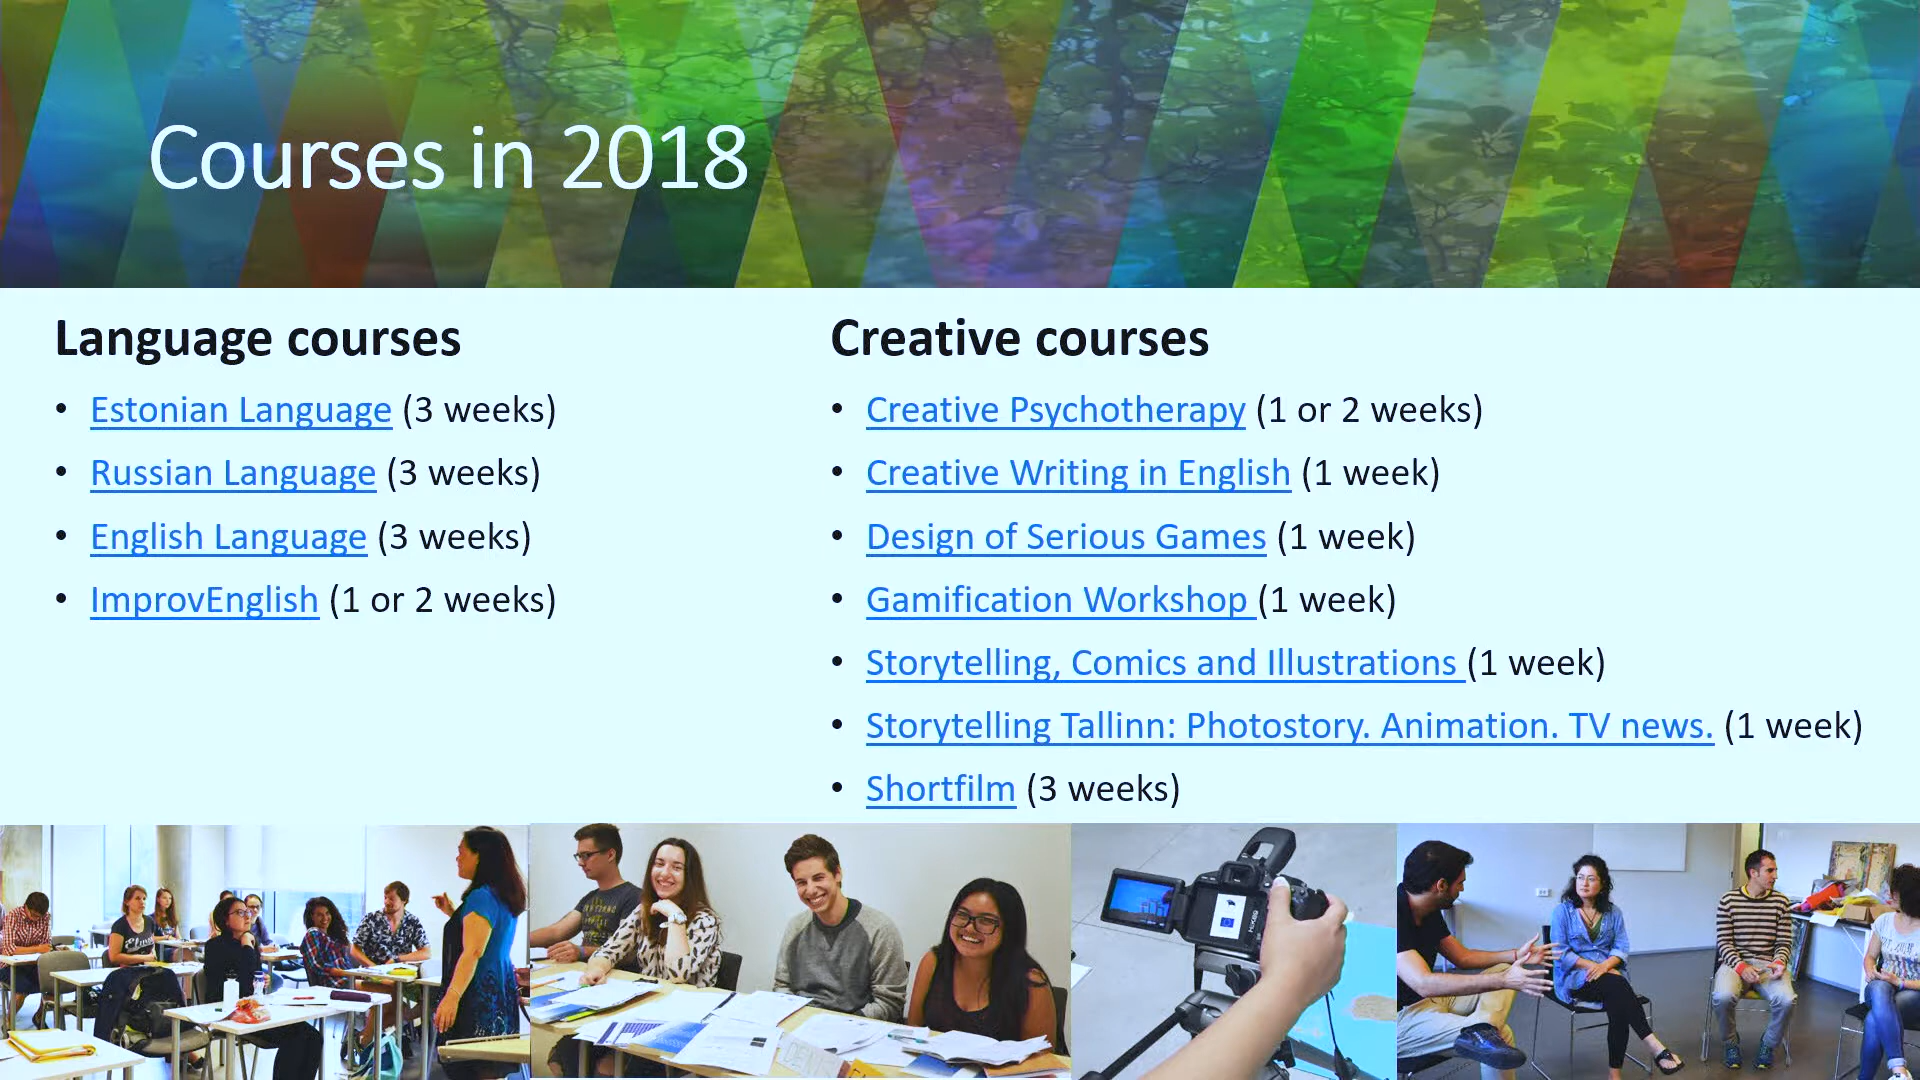 Courses in 2018
Language courses
• Estonian Language (3 weeks)
• Russian Language (3 weeks)
• English Language (3 weeks)
• ImprovEnglish (1 or 2 weeks)
Creative courses
• Creative Psychotherapy (1 or 2 weeks)
• Creative Writing in English (1 week)
• Design of Serious Games (1 week)
• Gamification Workshop (1 week)
• Storytelling, Comics and Illustrations (1 week)
• Storytelling Tallinn: Photostory. Animation. TV news. (1 week)
• Shortfilm (3 weeks)